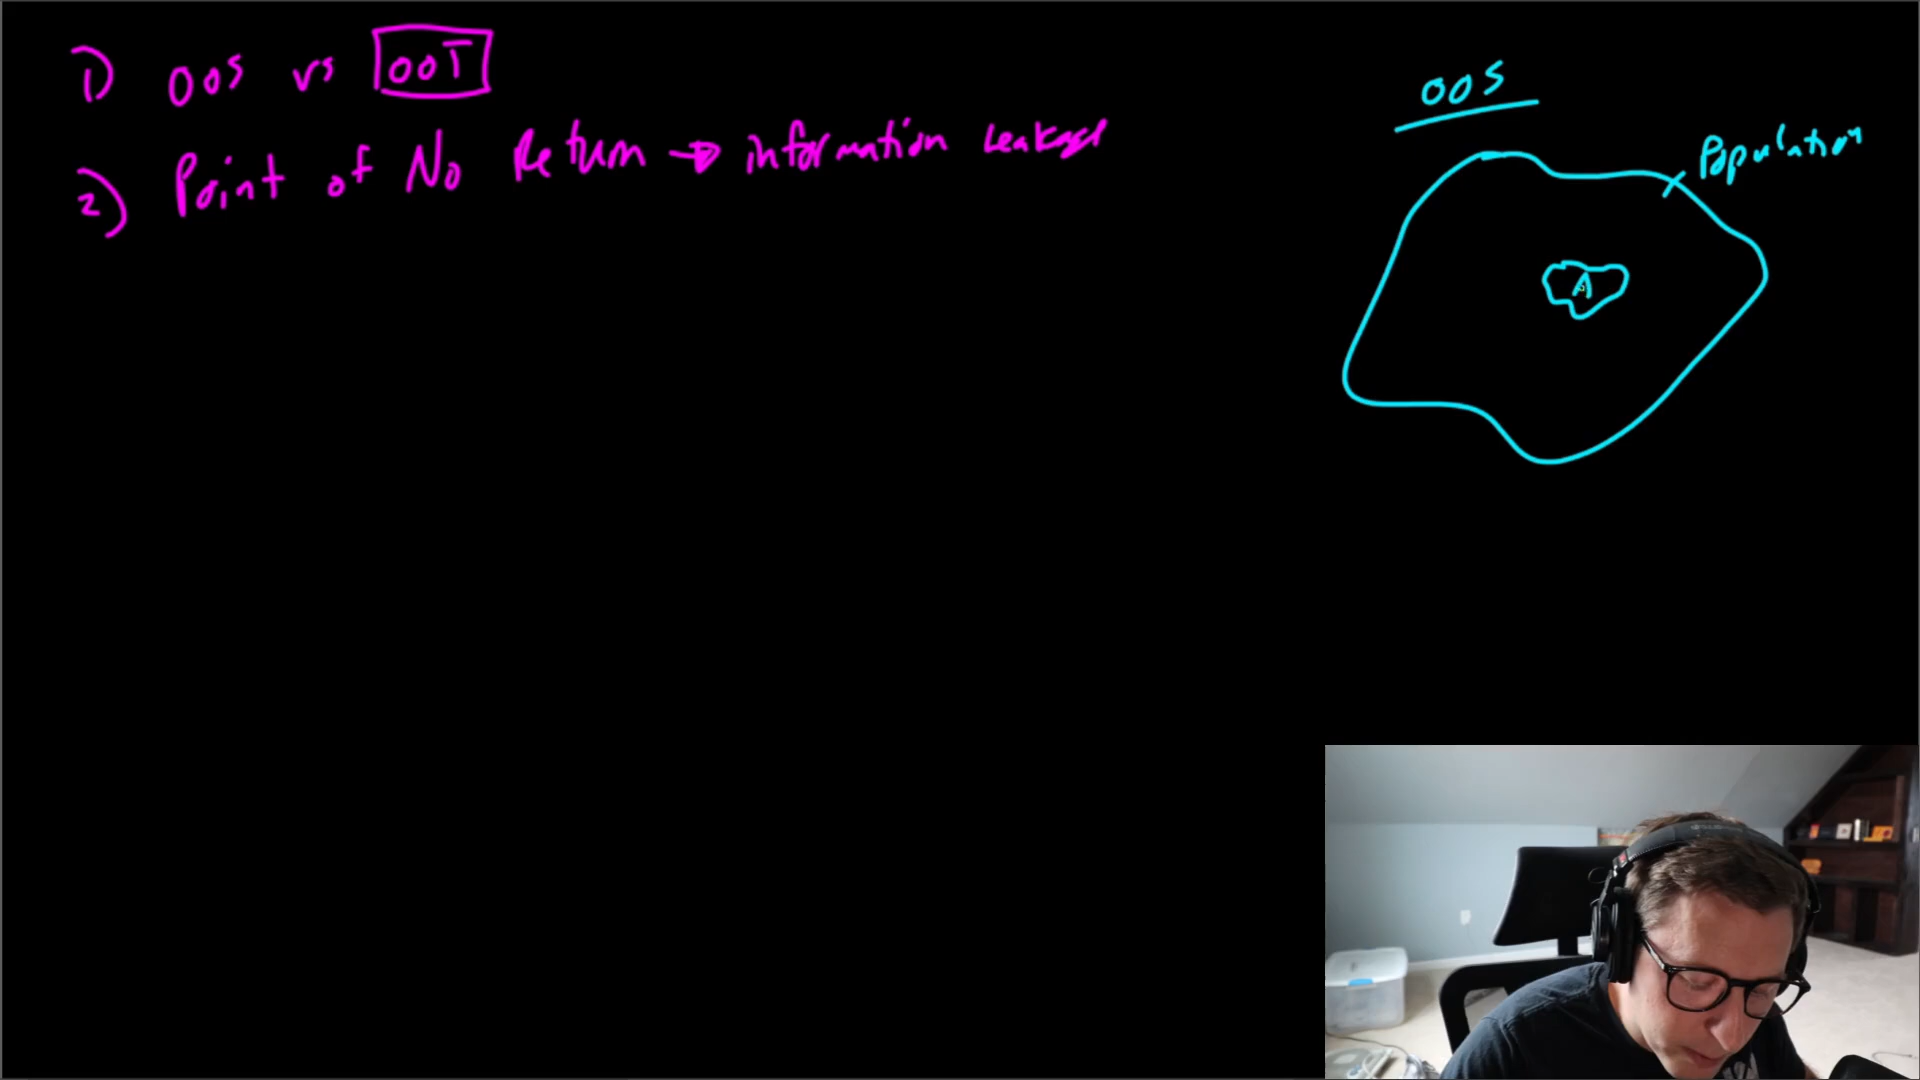 1) OOS vs OOT
2) Point of No Return → information Leakage
OOS
Population
A